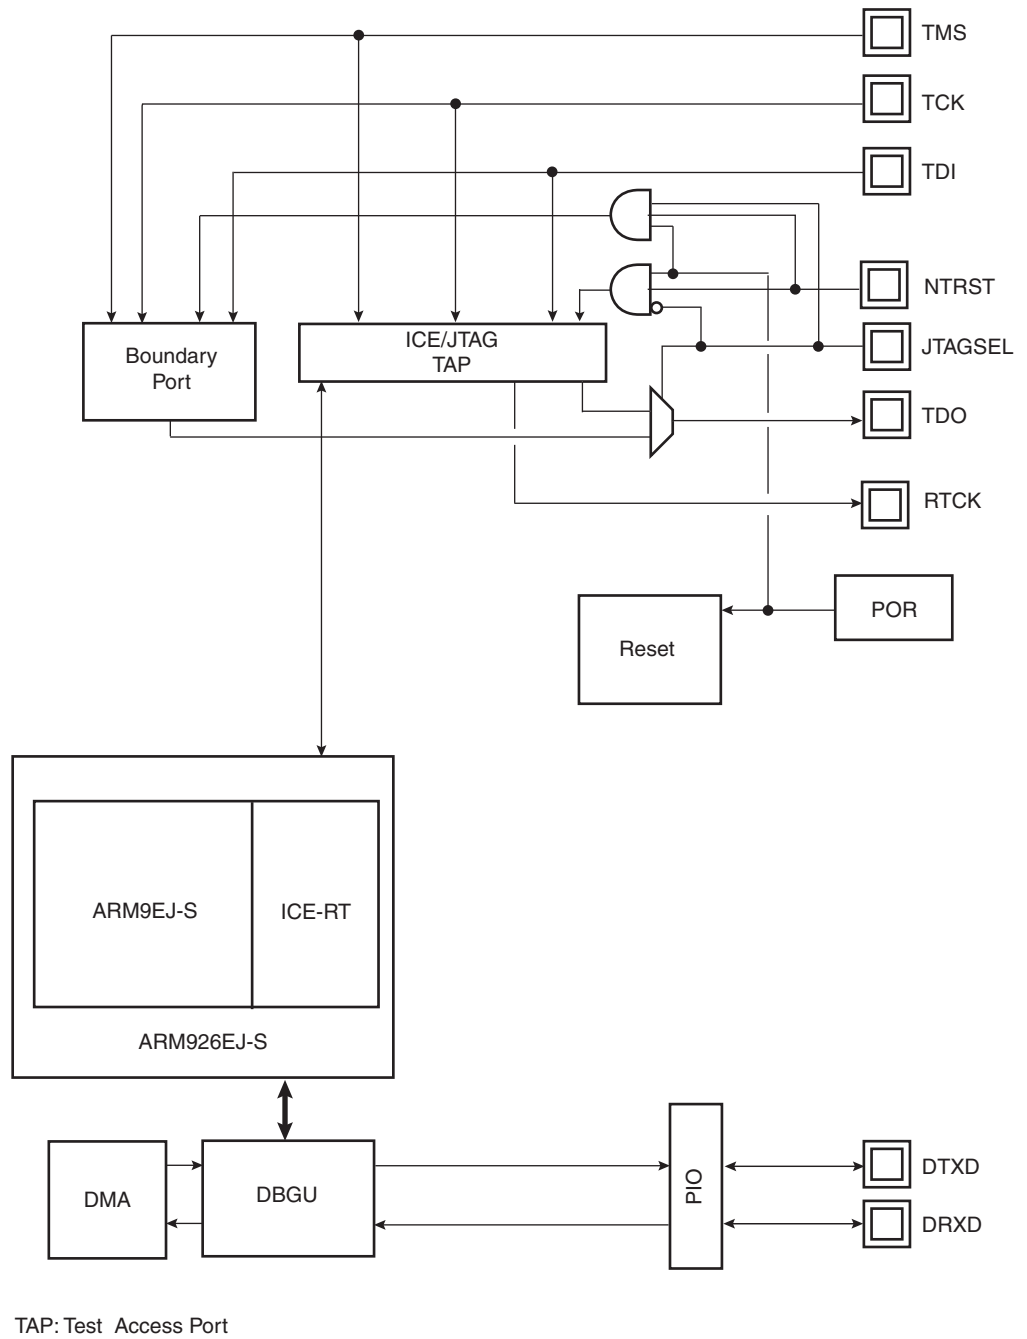 TMS
TCK
TDI
NTRST
JTAGSEL
TDO
RTCK
Boundary
Port
ICE/JTAG
TAP
POR
Reset
ARM9EJ-S
ICE-RT
ARM926EJ-S
DMA
DBGU
PIO
DTXD
DRXD
TAP: Test Access Port